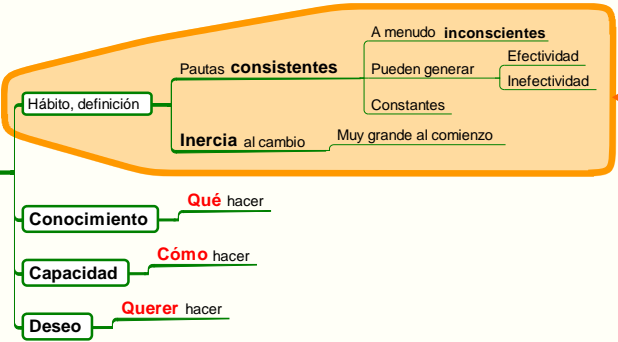 Hábito, definición
Pautas consistentes
A menudo inconscientes
Pueden generar
Efectividad
Inefectividad
Constantes
Inercia al cambio
Muy grande al comienzo
Conocimiento
Qué hacer
Capacidad
Cómo hacer
Deseo
Querer hacer